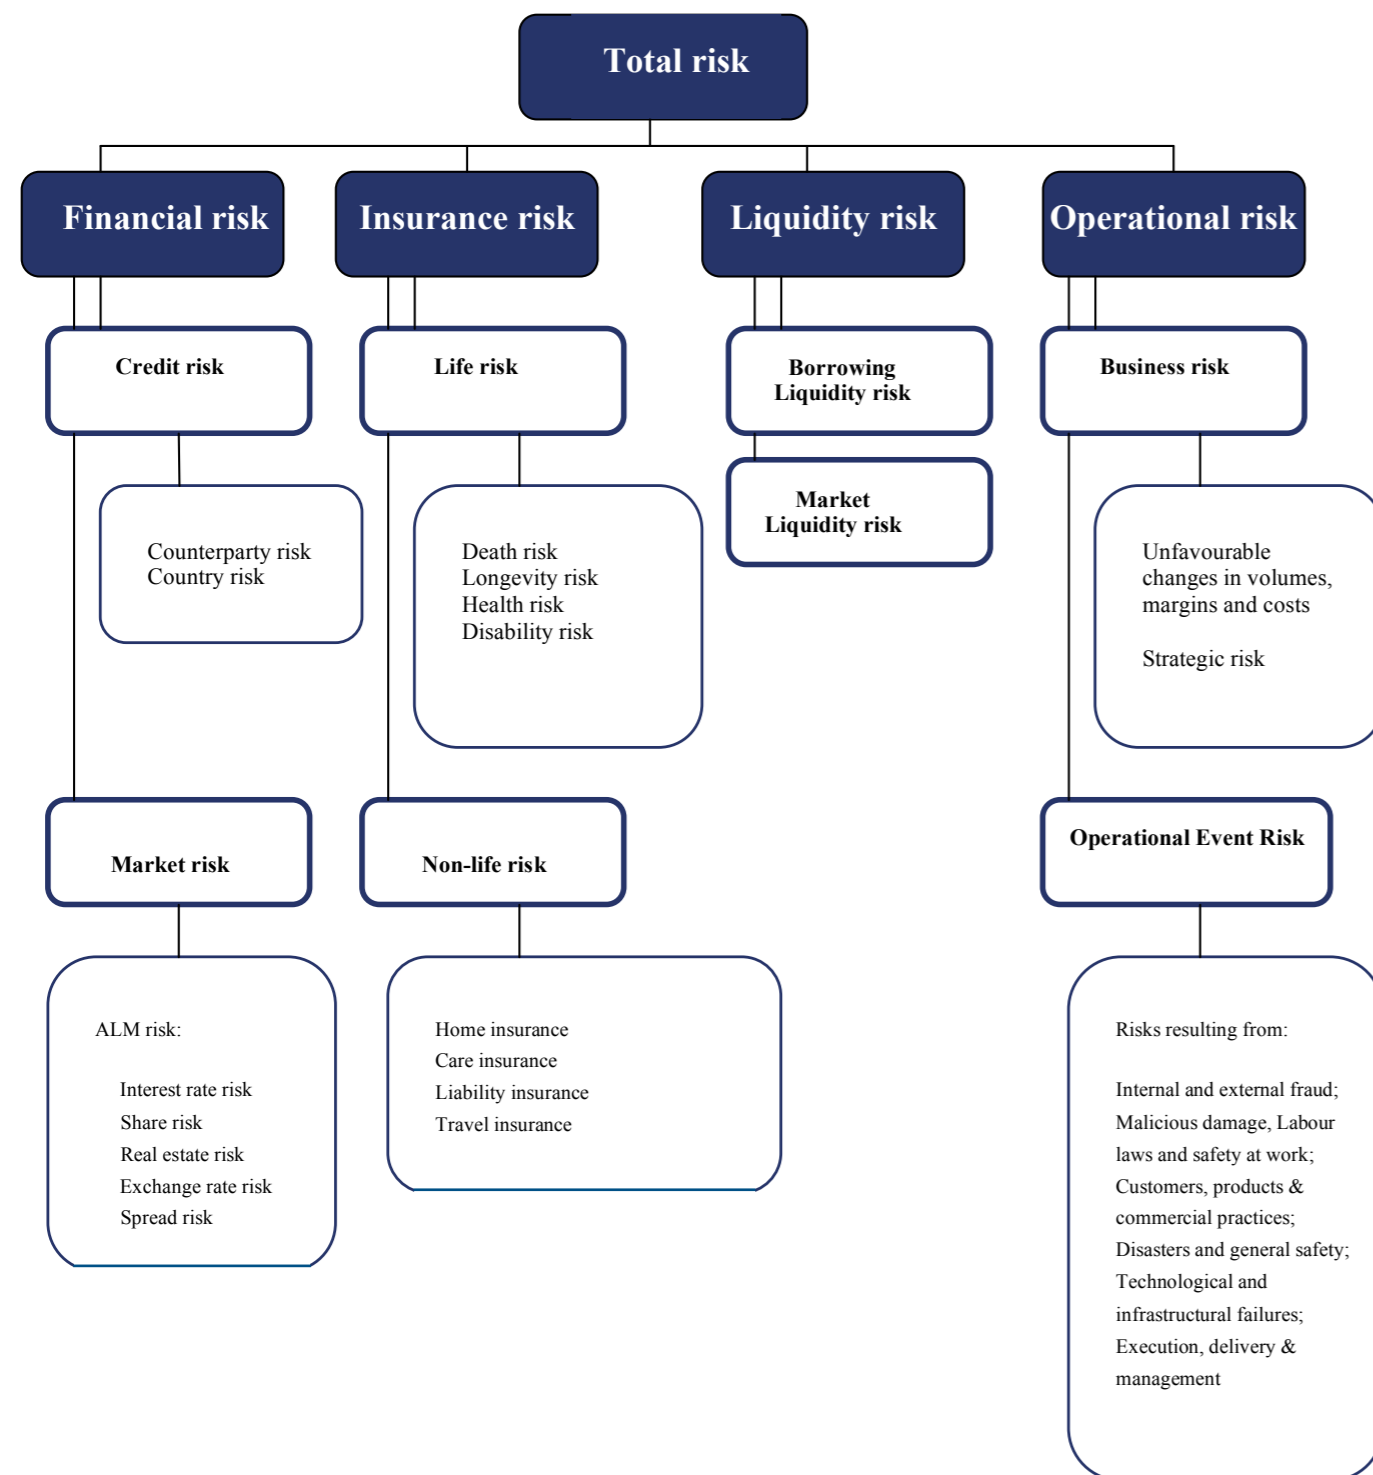 Total risk
Financial risk
Insurance risk
Liquidity risk
Operational risk
Credit risk
Life risk
Borrowing
Liquidity risk
Business risk
Market
Liquidity risk
Counterparty risk
Country risk
Death risk
Longevity risk
Health risk
Disability risk
Unfavourable
changes in volumes,
margins and costs
Strategic risk
Market risk
Non-life risk
Operational Event Risk
ALM risk:
Interest rate risk
Share risk
Real estate risk
Exchange rate risk
Spread risk
Home insurance
Care insurance
Liability insurance
Travel insurance
Risks resulting from:
Internal and external fraud;
Malicious damage, Labour
laws and safety at work;
Customers, products &
commercial practices;
Disasters and general safety;
Technological and
infrastructural failures;
Execution, delivery &
management